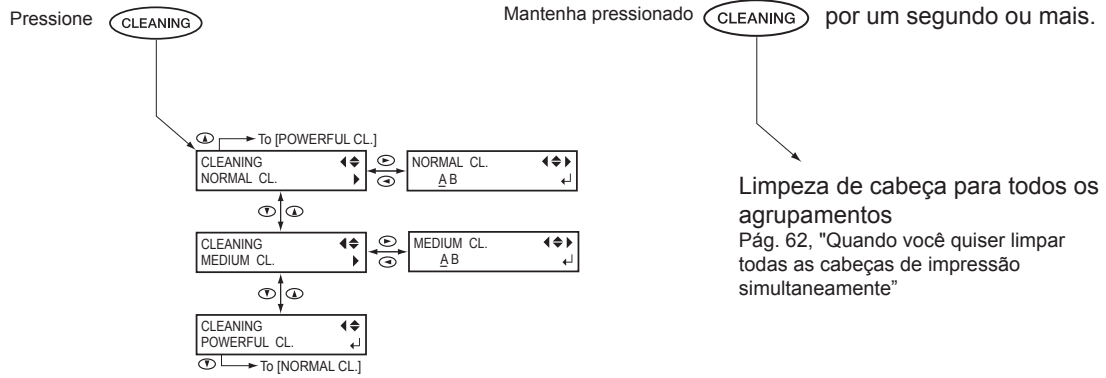 Pressione CLEANING
Mantenha pressionado CLEANING por um segundo ou mais.
To [POWERFUL CL.]
CLEANING
NORMAL CL.
NORMAL CL.
A B
CLEANING
MEDIUM CL.
MEDIUM CL.
A B
CLEANING
POWERFUL CL.
To [NORMAL CL.]
Limpeza de cabeça para todos os
agrupamentos
Pág. 62, "Quando você quiser limpar
todas as cabeças de impressão
simultaneamente”